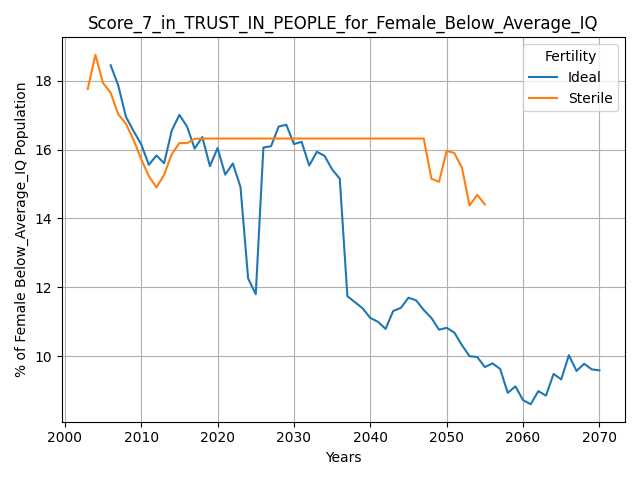 Score_7_in_TRUST_IN_PEOPLE_for_Female_Below_Average_IQ
% of Female Below_Average_IQ Population
18
16
14
12
10
Fertility
Ideal
Sterile
2000 2010 2020 2030 2040 2050 2060 2070
Years